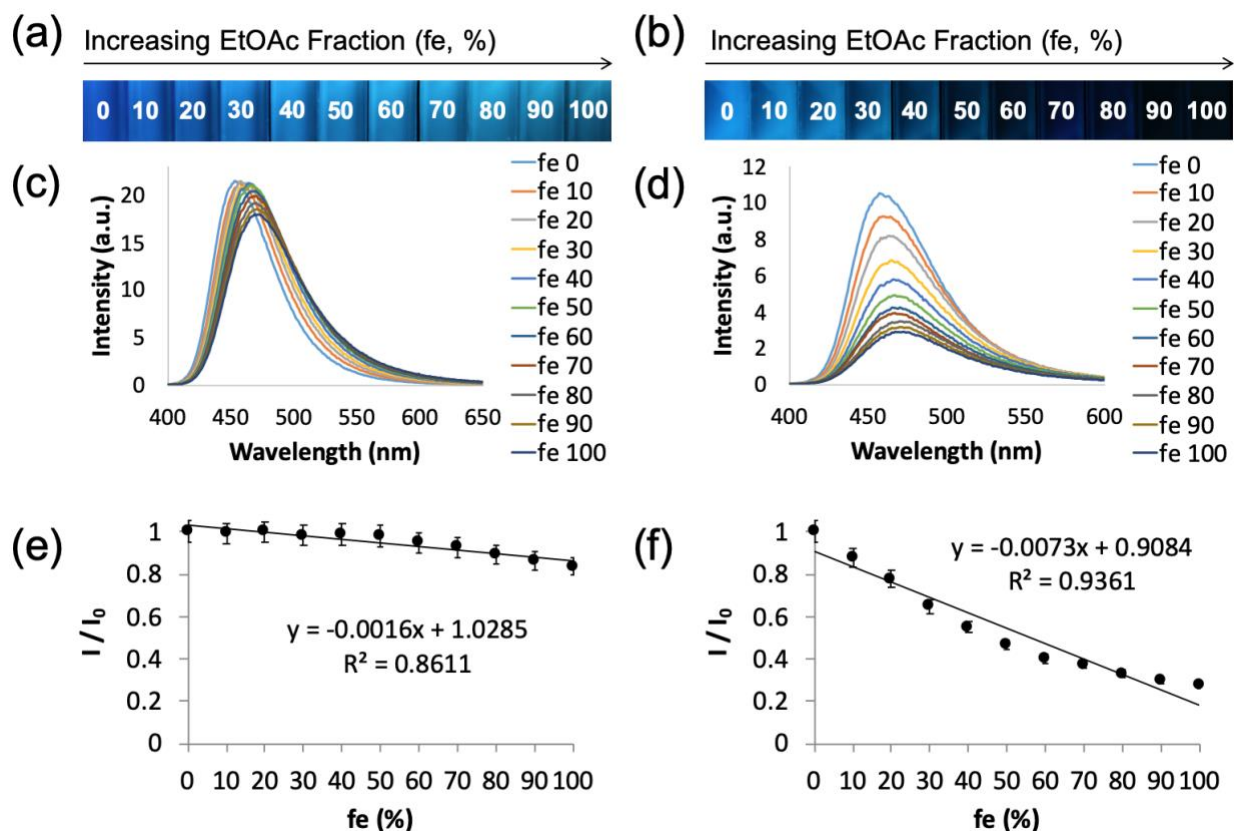 (a)
Increasing EtOAc Fraction (fe, %)
0 10 20 30 40 50 60 70 80 90 100
(b)
Increasing EtOAc Fraction (fe, %)
0 10 20 30 40 50 60 70 80 90 100
(c)
Intensity (a.u.)
20
15
10
5
0
400 450 500 550 600 650
Wavelength (nm)
fe 0
fe 10
fe 20
fe 30
fe 40
fe 50
fe 60
fe 70
fe 80
fe 90
fe 100
(d)
Intensity (a.u.)
12
10
8
6
4
2
0
400 450 500 550 600
Wavelength (nm)
fe 0
fe 10
fe 20
fe 30
fe 40
fe 50
fe 60
fe 70
fe 80
fe 90
fe 100
(e)
I / I₀
1
0.8
0.6
0.4
0.2
0
y = -0.0016x + 1.0285
R² = 0.8611
0 10 20 30 40 50 60 70 80 90 100
fe (%)
(f)
I / I₀
1
0.8
0.6
0.4
0.2
0
y = -0.0073x + 0.9084
R² = 0.9361
0 10 20 30 40 50 60 70 80 90 100
fe (%)